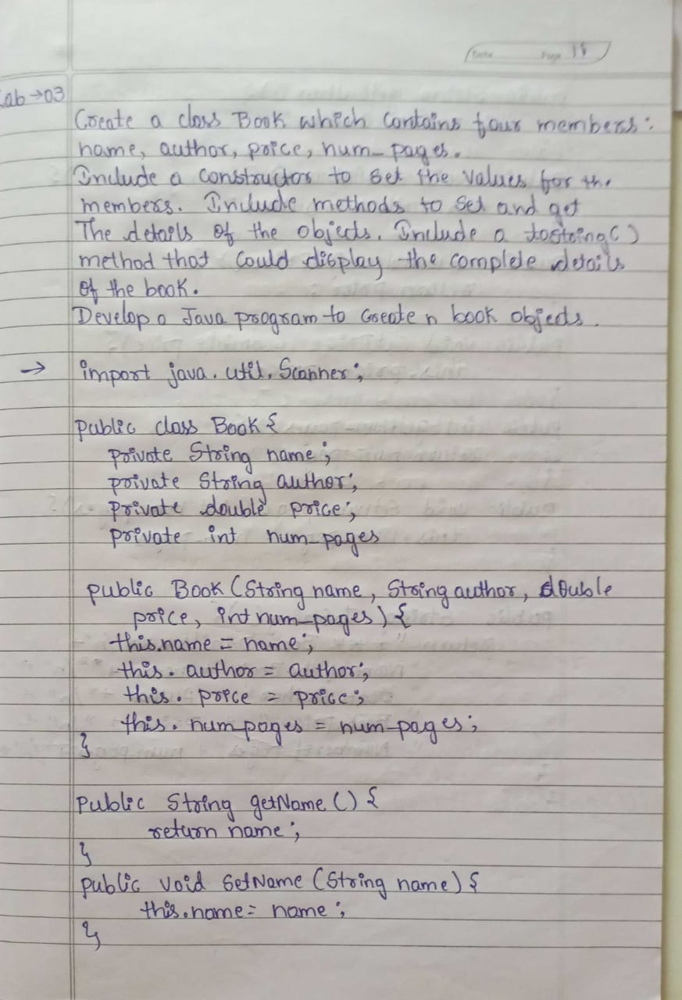 Date Page 18
Lab → 03
Create a class Book which contains four members:
name, author, price, num_pages.
Include a constructor to set the values for the
members. Include methods to set and get
The details of the objects. Include a tostring()
method that could display the complete details
of the book.
Develop a Java program to create n book objects.
→ import java.util.Scanner;
public class Book {
private String name;
private String author;
private double price;
private int num_pages
public Book (String name, String author, double
price, int num_pages) {
this.name = name;
this.author = author;
this.price = price;
this.num_pages = num_pages;
}
public String getName () {
return name;
}
public void setName (String name) {
this.name = name;
}